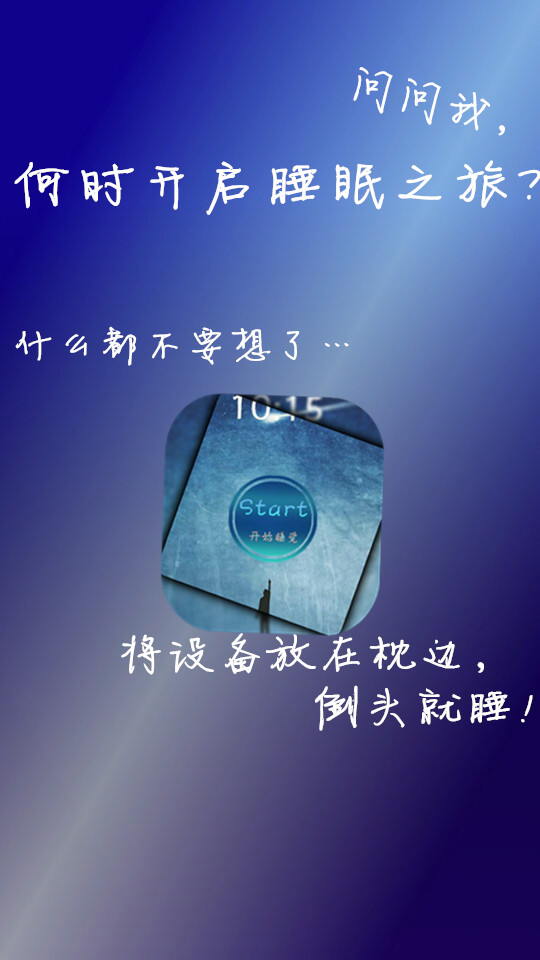 问问我，
何时开启睡眠之旅？
什么都不要想了…
10:15
Start
开始睡觉
将设备放在枕边，
倒头就睡！